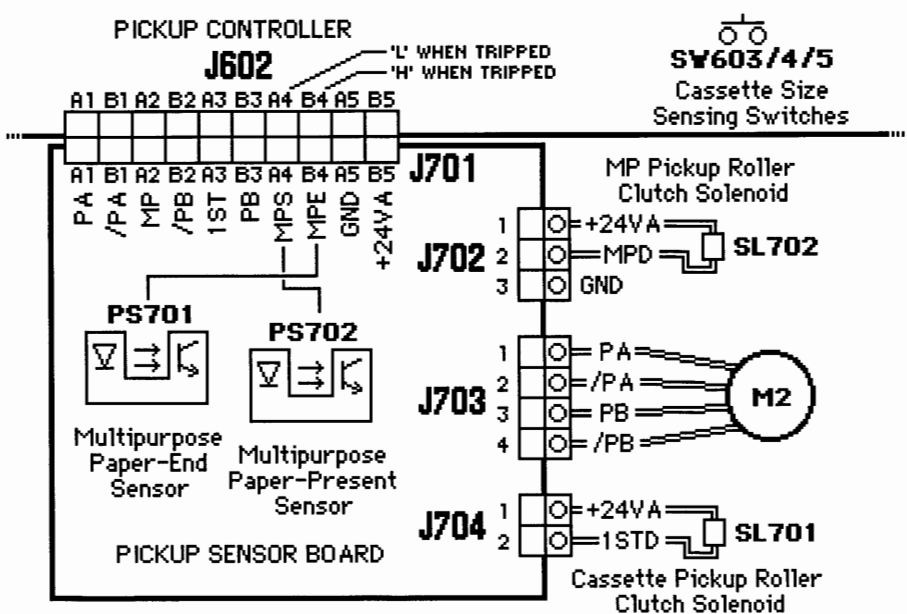 PICKUP CONTROLLER
J602
'L' WHEN TRIPPED
'H' WHEN TRIPPED
SW603/4/5
Cassette Size
Sensing Switches
A1 B1 A2 B2 A3 B3 A4 B4 A5 B5
A1 B1 A2 B2 A3 B3 A4 B4 A5 B5
J701
PA
/PA
MP
/PB
1ST
PB
MPS
MPE
GND
+24VA
MP Pickup Roller
Clutch Solenoid
J702
1 +24VA
2 MPD
3 GND
SL702
PS701
Multipurpose
Paper-End
Sensor
PS702
Multipurpose
Paper-Present
Sensor
J703
1 PA
2 /PA
3 PB
4 /PB
M2
J704
1 +24VA
2 1STD
SL701
Cassette Pickup Roller
Clutch Solenoid
PICKUP SENSOR BOARD